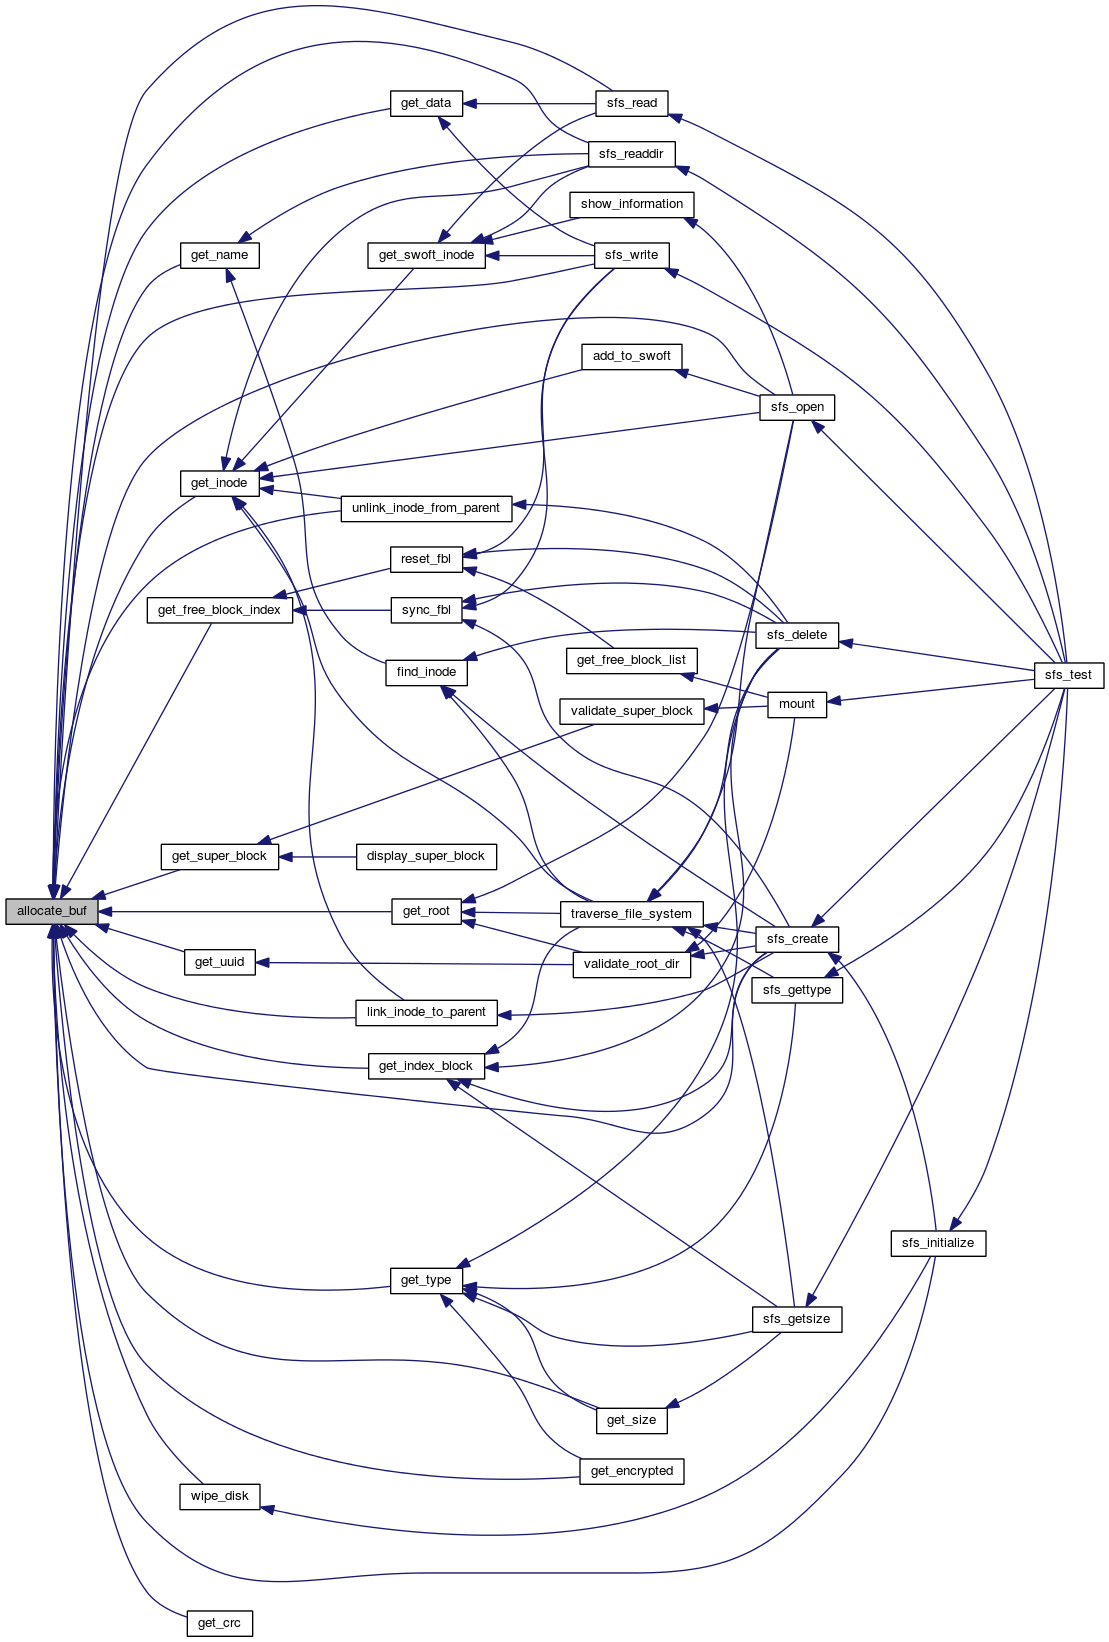 get_data
sfs_read
sfs_readdir
show_information
get_name
get_swoft_inode
sfs_write
add_to_swoft
sfs_open
get_inode
unlink_inode_from_parent
reset_fbl
get_free_block_index
sync_fbl
sfs_delete
get_free_block_list
find_inode
sfs_test
validate_super_block
mount
get_super_block
display_super_block
allocate_buf
get_root
traverse_file_system
sfs_create
get_uuid
validate_root_dir
sfs_gettype
link_inode_to_parent
get_index_block
sfs_initialize
get_type
sfs_getsize
get_size
get_encrypted
wipe_disk
get_crc